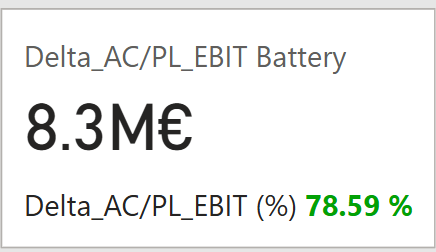 Delta_AC/PL_EBIT Battery
8.3M€
Delta_AC/PL_EBIT (%) 78.59 %